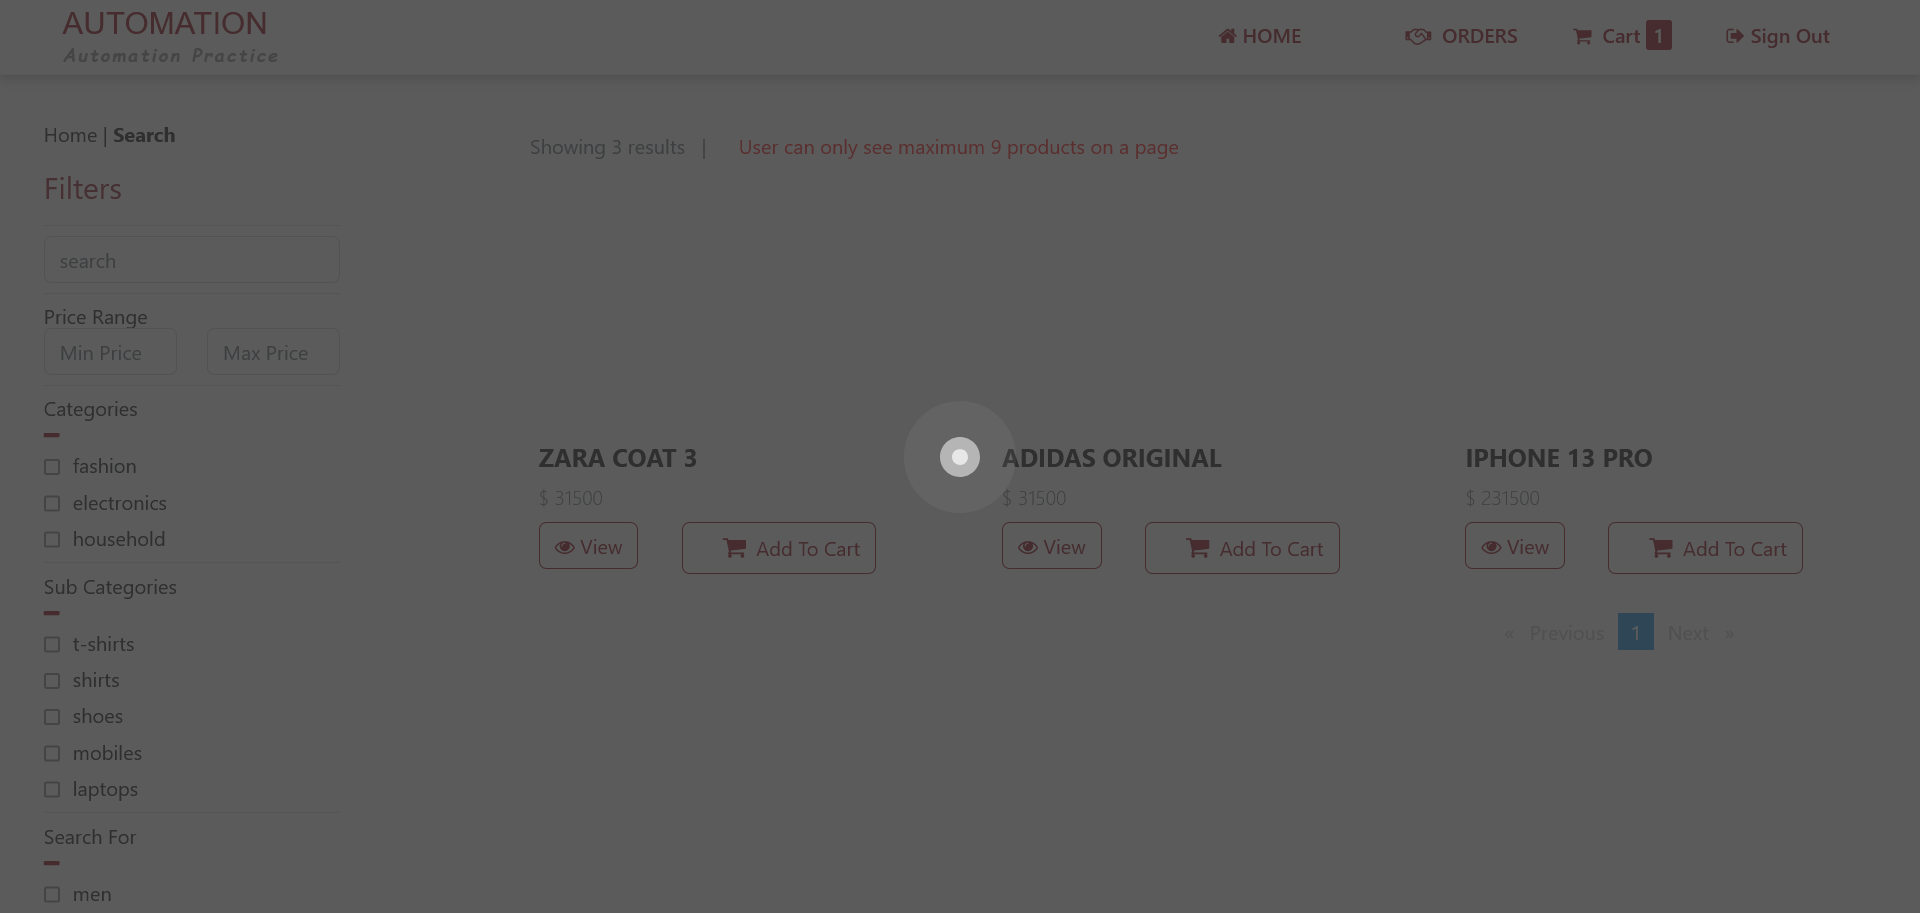 AUTOMATION
Automation Practice
HOME
ORDERS
Cart 1
Sign Out
Home | Search
Showing 3 results |
User can only see maximum 9 products on a page
Filters
search
Price Range
Min Price
Max Price
Categories
fashion
electronics
household
Sub Categories
t-shirts
shirts
shoes
mobiles
laptops
Search For
men
ZARA COAT 3
$ 31500
View
Add To Cart
ADIDAS ORIGINAL
$ 31500
View
Add To Cart
IPHONE 13 PRO
$ 231500
View
Add To Cart
« Previous 1 Next »